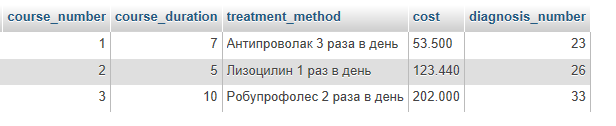 course_number course_duration treatment_method cost diagnosis_number
1 7 Антипроволак 3 раза в день 53.500 23
2 5 Лизоцилин 1 раз в день 123.440 26
3 10 Робупрофолес 2 раза в день 202.000 33